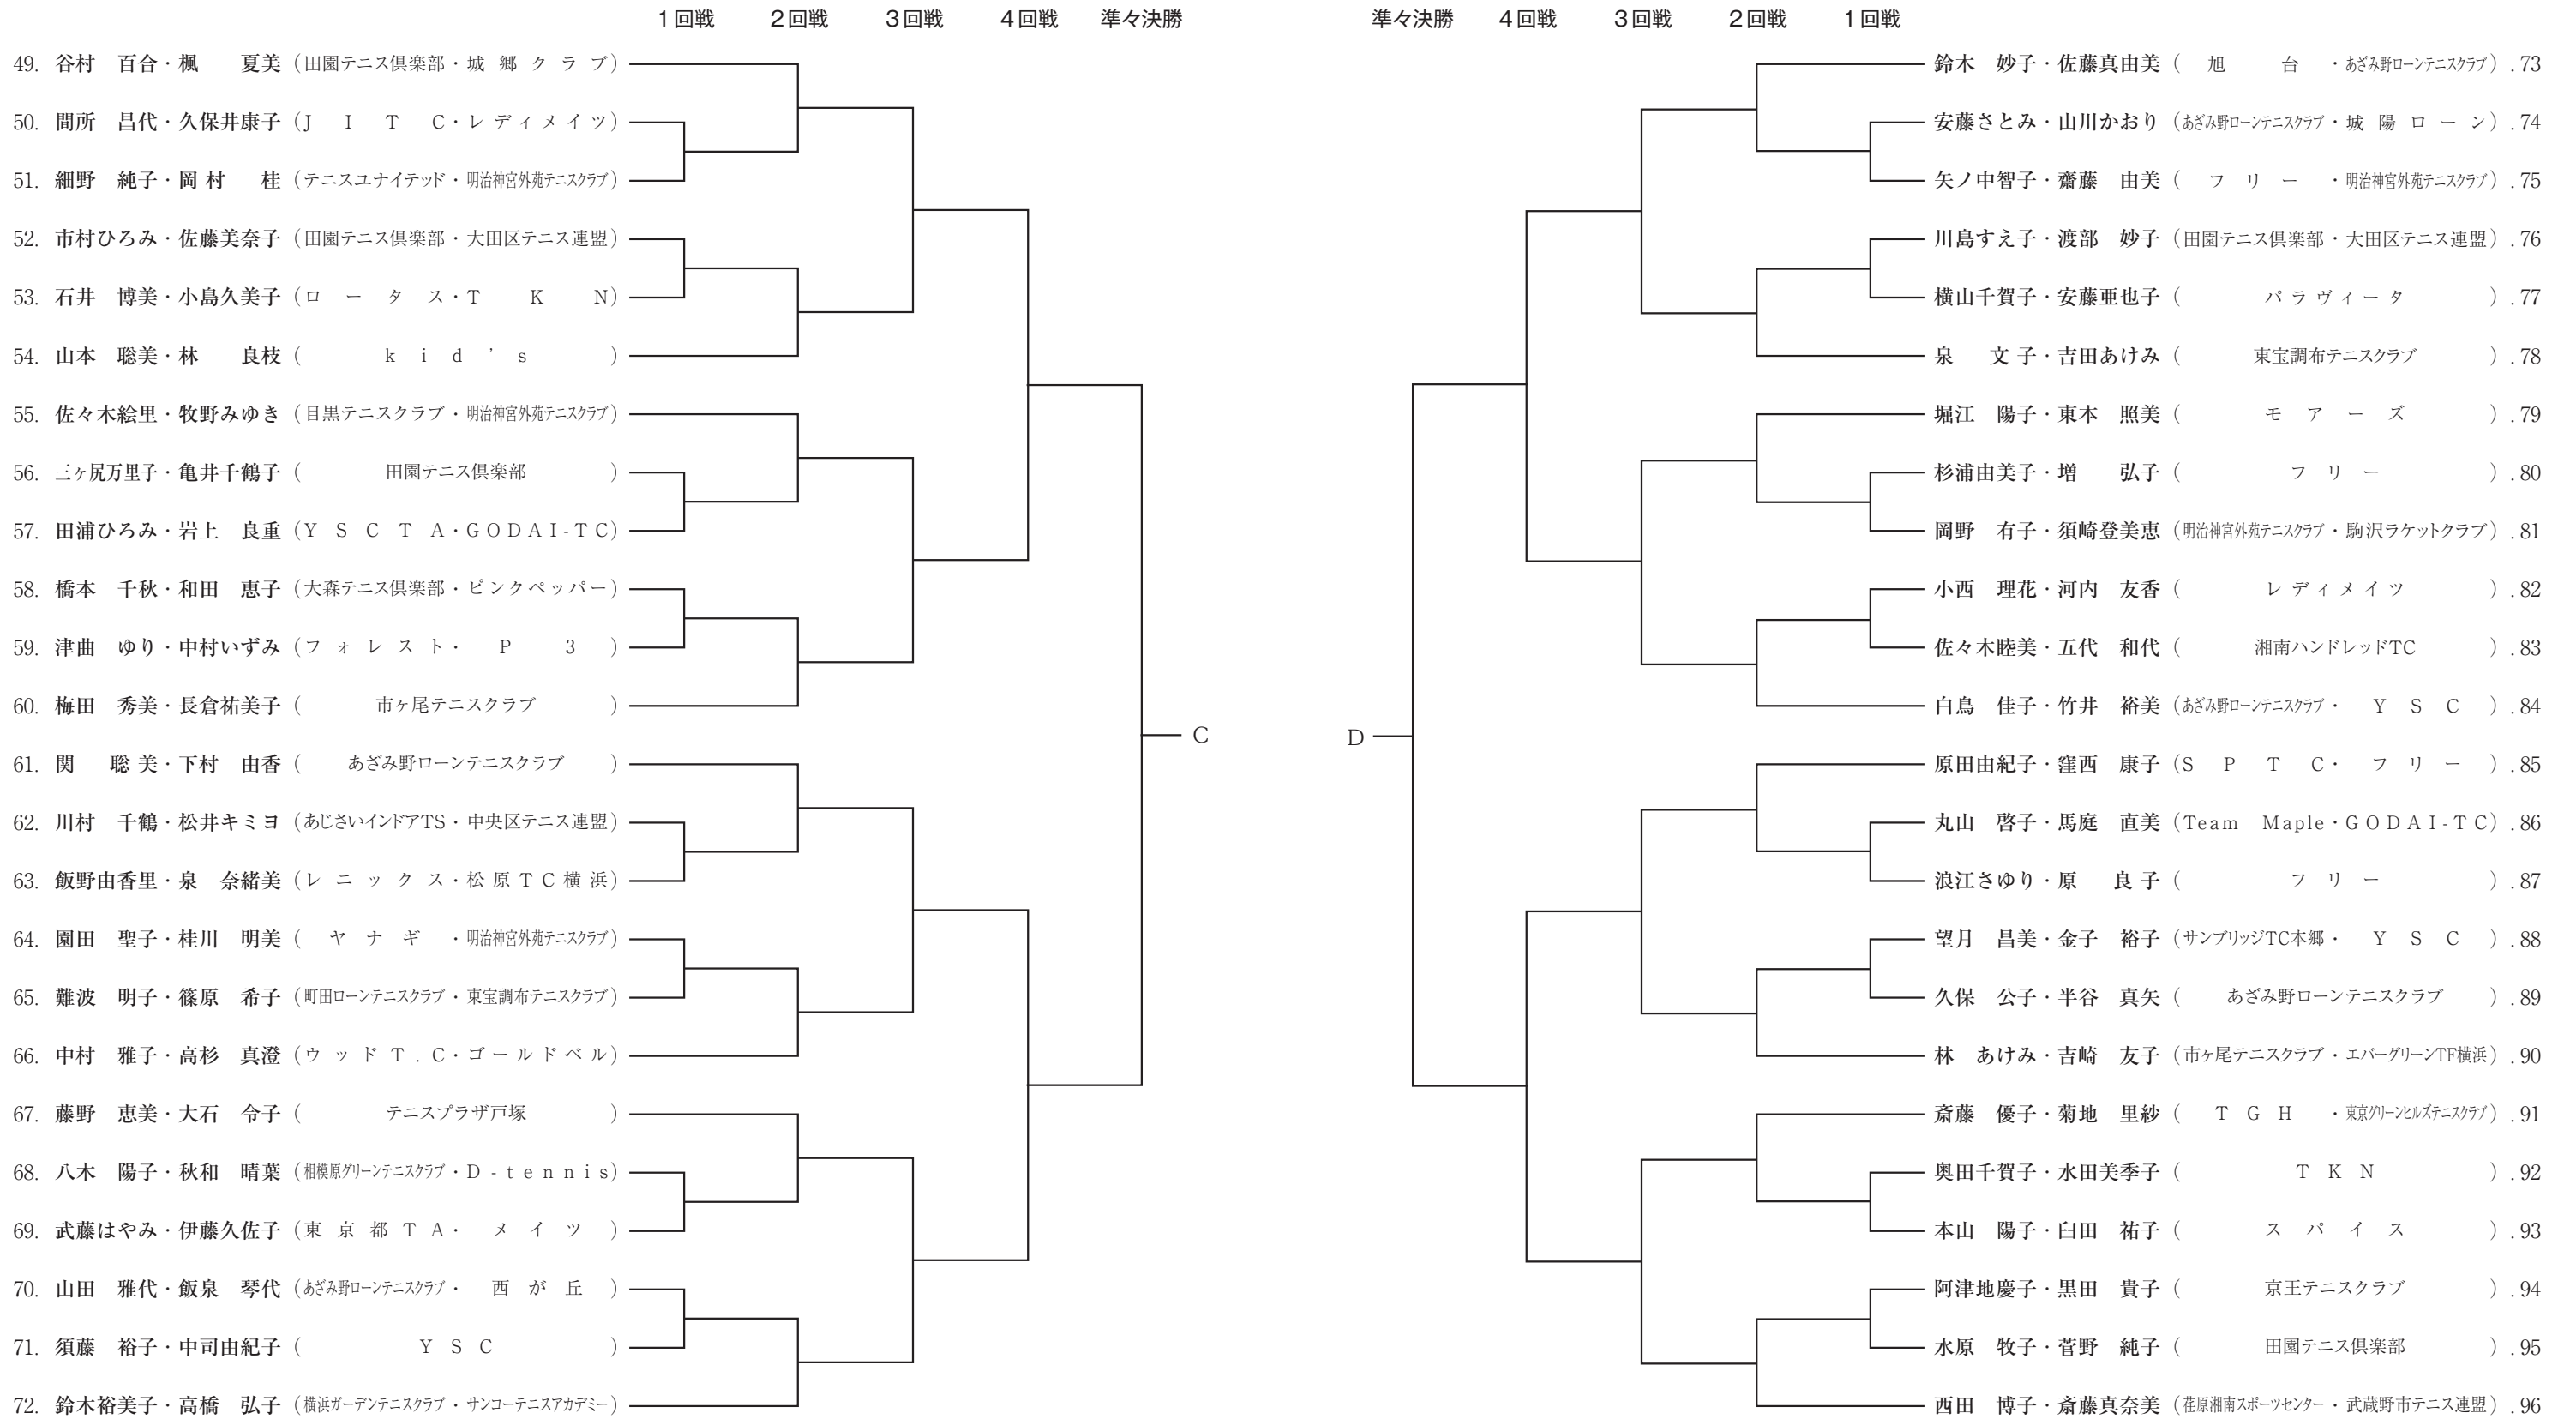 1回戦 2回戦 3回戦 4回戦 準々決勝
49. 谷村 百合・楓 夏美 (田園テニス倶楽部・城郷クラブ)
50. 間所 昌代・久保井康子 (JITC・レディメイツ)
51. 細野 純子・岡村 桂 (テニスユナイテッド・明治神宮外苑テニスクラブ)
52. 市村ひろみ・佐藤美奈子 (田園テニス倶楽部・大田区テニス連盟)
53. 石井 博美・小島久美子 (ロータス・TKN)
54. 山本 聡美・林 良枝 (kid's)
55. 佐々木絵里・牧野みゆき (目黒テニスクラブ・明治神宮外苑テニスクラブ)
56. 三ヶ尻万里子・亀井千鶴子 (田園テニス倶楽部)
57. 田浦ひろみ・岩上 良重 (YSCTA・GODAI-TC)
58. 橋本 千秋・和田 恵子 (大森テニス倶楽部・ピンクペッパー)
59. 津曲 ゆり・中村いずみ (フォレスト・P3)
60. 梅田 秀美・長倉祐美子 (市ヶ尾テニスクラブ)
61. 関 聡美・下村 由香 (あざみ野ローンテニスクラブ)
62. 川村 千鶴・松井キミヨ (あじさいインドアTS・中央区テニス連盟)
63. 飯野由香里・泉 奈緒美 (レニックス・松原TC横浜)
64. 園田 聖子・桂川 明美 (ヤナギ・明治神宮外苑テニスクラブ)
65. 難波 明子・篠原 希子 (町田ローンテニスクラブ・東宝調布テニスクラブ)
66. 中村 雅子・高杉 真澄 (ウッドT.C・ゴールドベル)
67. 藤野 恵美・大石 令子 (テニスプラザ戸塚)
68. 八木 陽子・秋和 晴葉 (相模原グリーンテニスクラブ・D-tennis)
69. 武藤はやみ・伊藤久佐子 (東京都TA・メイツ)
70. 山田 雅代・飯泉 琴代 (あざみ野ローンテニスクラブ・西が丘)
71. 須藤 裕子・中司由紀子 (YSC)
72. 鈴木裕美子・高橋 弘子 (横浜ガーデンテニスクラブ・サンコーテニスアカデミー)
C
準々決勝 4回戦 3回戦 2回戦 1回戦
鈴木 妙子・佐藤真由美 (旭台・あざみ野ローンテニスクラブ) .73
安藤さとみ・山川かおり (あざみ野ローンテニスクラブ・城陽ローン) .74
矢ノ中智子・齋藤 由美 (フリー・明治神宮外苑テニスクラブ) .75
川島すえ子・渡部 妙子 (田園テニス倶楽部・大田区テニス連盟) .76
横山千賀子・安藤亜也子 (パラヴィータ) .77
泉 文子・吉田あけみ (東宝調布テニスクラブ) .78
堀江 陽子・東本 照美 (モアーズ) .79
杉浦由美子・増 弘子 (フリー) .80
岡野 有子・須崎登美恵 (明治神宮外苑テニスクラブ・駒沢ラケットクラブ) .81
小西 理花・河内 友香 (レディメイツ) .82
佐々木睦美・五代 和代 (湘南ハンドレッドTC) .83
白鳥 佳子・竹井 裕美 (あざみ野ローンテニスクラブ・YSC) .84
原田由紀子・窪西 康子 (SPTC・フリー) .85
丸山 啓子・馬庭 直美 (Team Maple・GODAI-TC) .86
浪江さゆり・原 良子 (フリー) .87
望月 昌美・金子 裕子 (サンブリッジTC本郷・YSC) .88
久保 公子・半谷 真矢 (あざみ野ローンテニスクラブ) .89
林 あけみ・吉崎 友子 (市ヶ尾テニスクラブ・エバーグリーンTF横浜) .90
斎藤 優子・菊地 里紗 (TGH・東京グリーンヒルズテニスクラブ) .91
奥田千賀子・水田美季子 (TKN) .92
本山 陽子・臼田 祐子 (スパイス) .93
阿津地慶子・黒田 貴子 (京王テニスクラブ) .94
水原 牧子・菅野 純子 (田園テニス倶楽部) .95
西田 博子・斎藤真奈美 (荏原湘南スポーツセンター・武蔵野市テニス連盟) .96
D